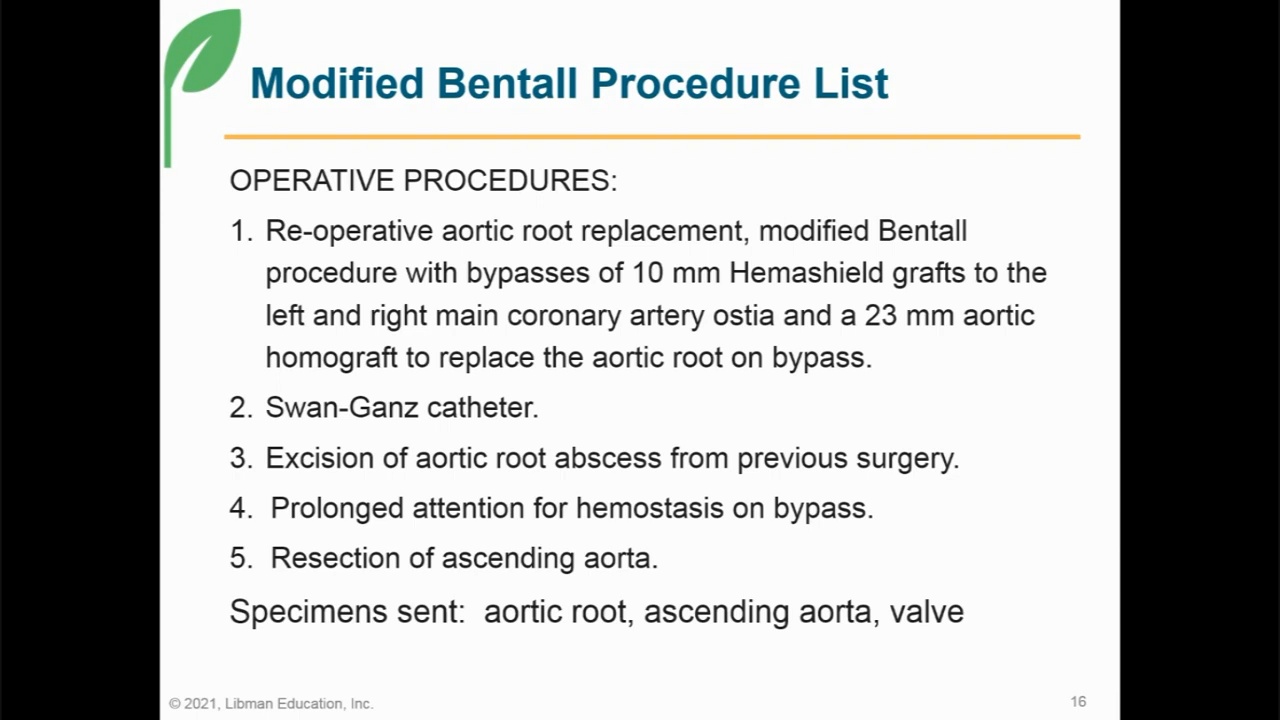 Modified Bentall Procedure List
OPERATIVE PROCEDURES:
1. Re-operative aortic root replacement, modified Bentall
procedure with bypasses of 10 mm Hemashield grafts to the
left and right main coronary artery ostia and a 23 mm aortic
homograft to replace the aortic root on bypass.
2. Swan-Ganz catheter.
3. Excision of aortic root abscess from previous surgery.
4. Prolonged attention for hemostasis on bypass.
5. Resection of ascending aorta.
Specimens sent: aortic root, ascending aorta, valve
© 2021, Libman Education, Inc.
16